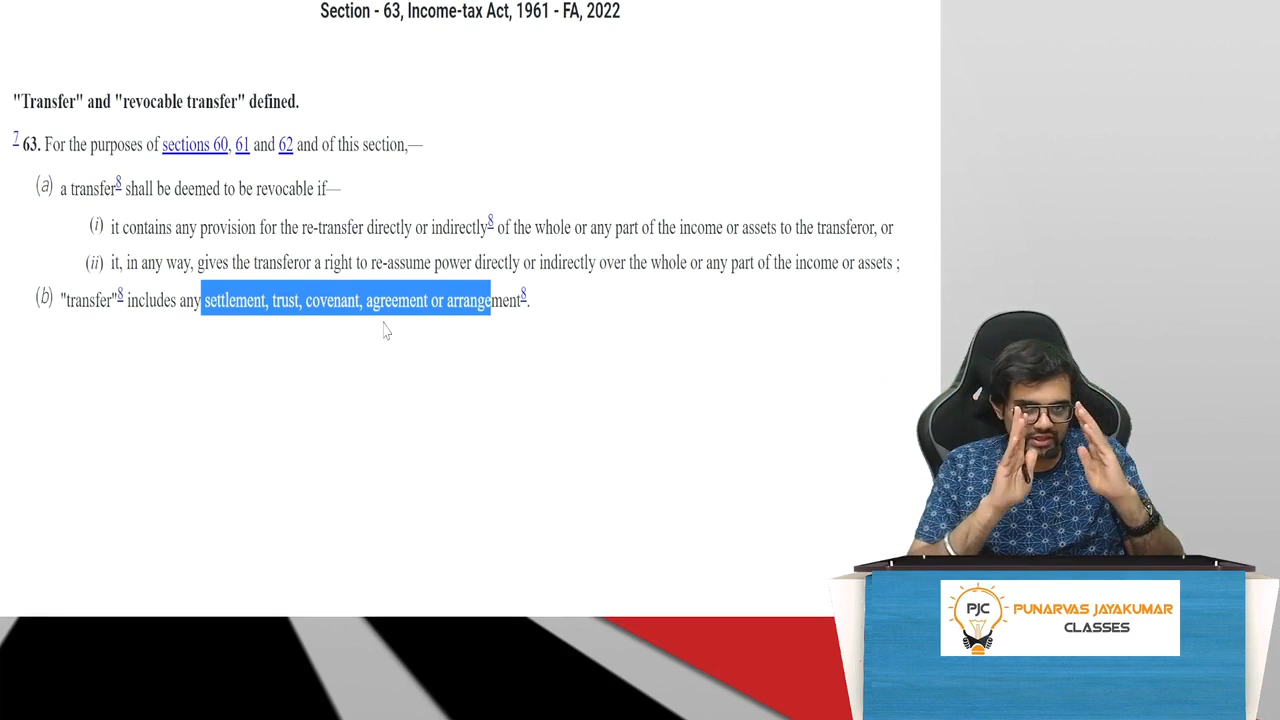 Section - 63, Income-tax Act, 1961 - FA, 2022
"Transfer" and "revocable transfer" defined.
7 63. For the purposes of sections 60, 61 and 62 and of this section,—
(a) a transfer8 shall be deemed to be revocable if—
(i) it contains any provision for the re-transfer directly or indirectly8 of the whole or any part of the income or assets to the transferor, or
(ii) it, in any way, gives the transferor a right to re-assume power directly or indirectly over the whole or any part of the income or assets ;
(b) "transfer"8 includes any settlement, trust, covenant, agreement or arrangement8.
PJC
PUNARVAS JAYAKUMAR
CLASSES